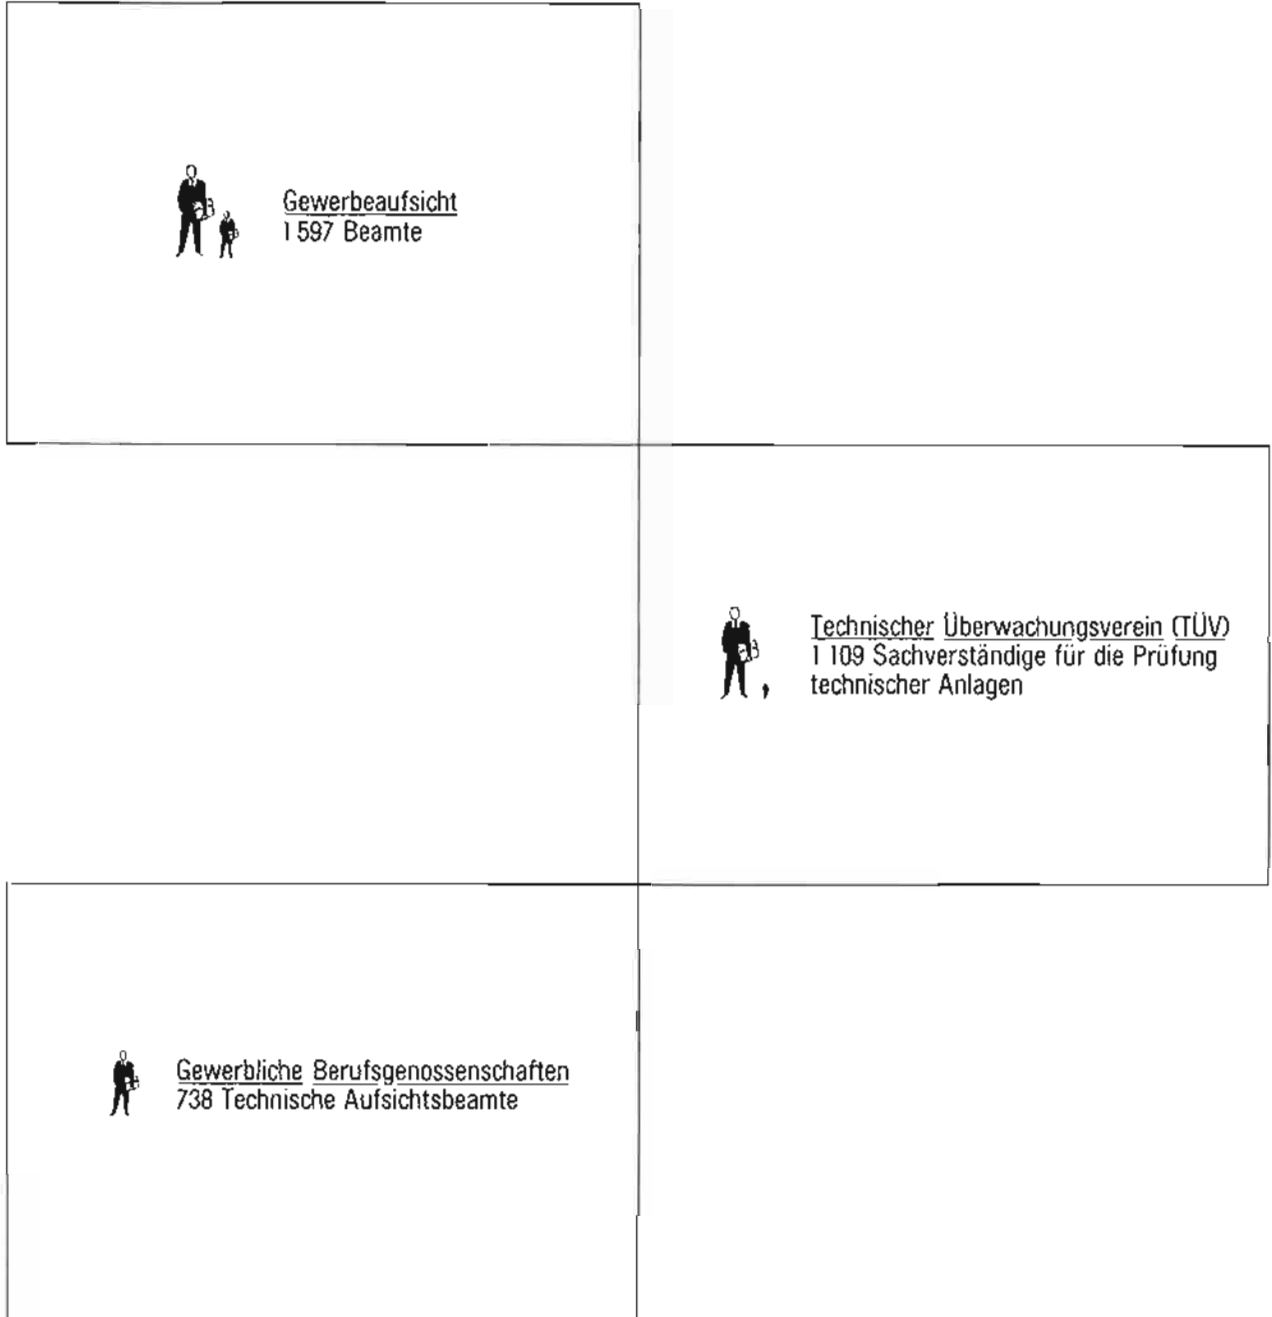 Gewerbeaufsicht
1 597 Beamte
Technischer Überwachungsverein (TÜV)
1 109 Sachverständige für die Prüfung
technischer Anlagen
Gewerbliche Berufsgenossenschaften
738 Technische Aufsichtsbeamte